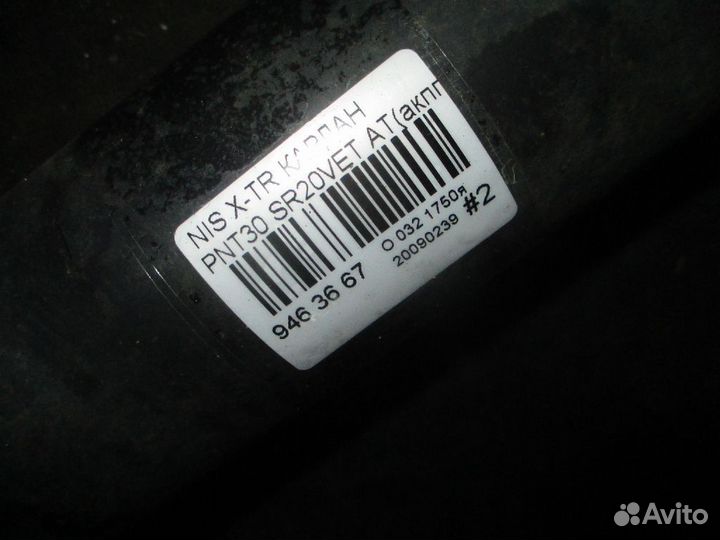 NIS X-TR КАРДАН
PNT30 SR20VET AT(акпп
946 36 67
О 032 1750я
20090239 #2
Avito